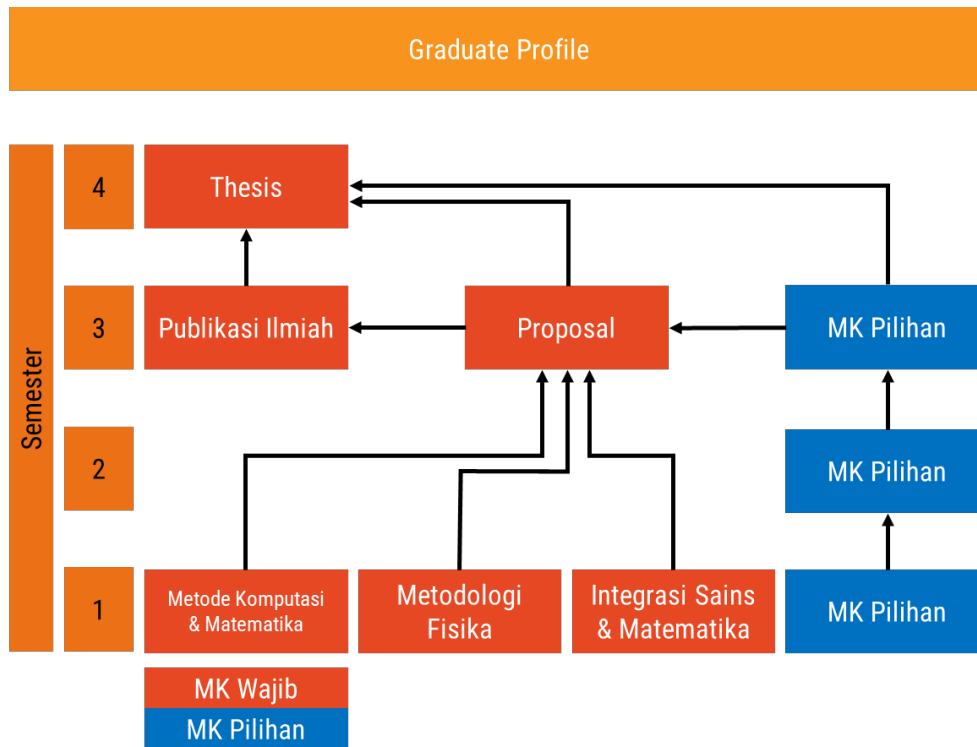 Graduate Profile
Semester
4
Thesis
3
Publikasi Ilmiah
Proposal
MK Pilihan
2
MK Pilihan
1
Metode Komputasi
& Matematika
Metodologi
Fisika
Integrasi Sains
& Matematika
MK Pilihan
MK Wajib
MK Pilihan